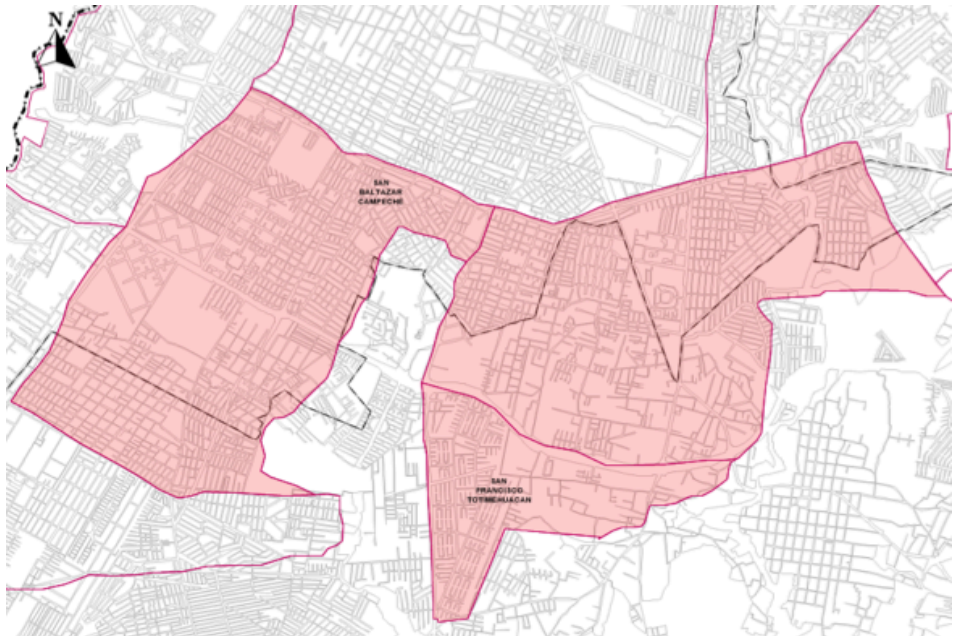 N
SAN
BALTAZAR
CAMPECHE
SAN
FRANCISCO
TOTIMEHUACAN